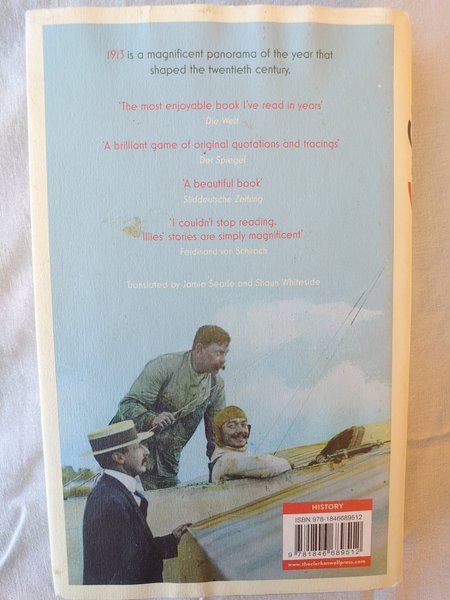 1913 is a magnificent panorama of the year that
shaped the twentieth century.
'The most enjoyable book I've read in years'
Die Welt
'A brilliant game of original quotations and tracings'
Der Spiegel
'A beautiful book'
Süddeutsche Zeitung
'I couldn't stop reading.
Illies' stories are simply magnificent'
Ferdinand von Schirach
Translated by Jamie Searle and Shaun Whiteside
HISTORY
ISBN 978-1846689512
9 781846 689512
www.theclerkenwellpress.com